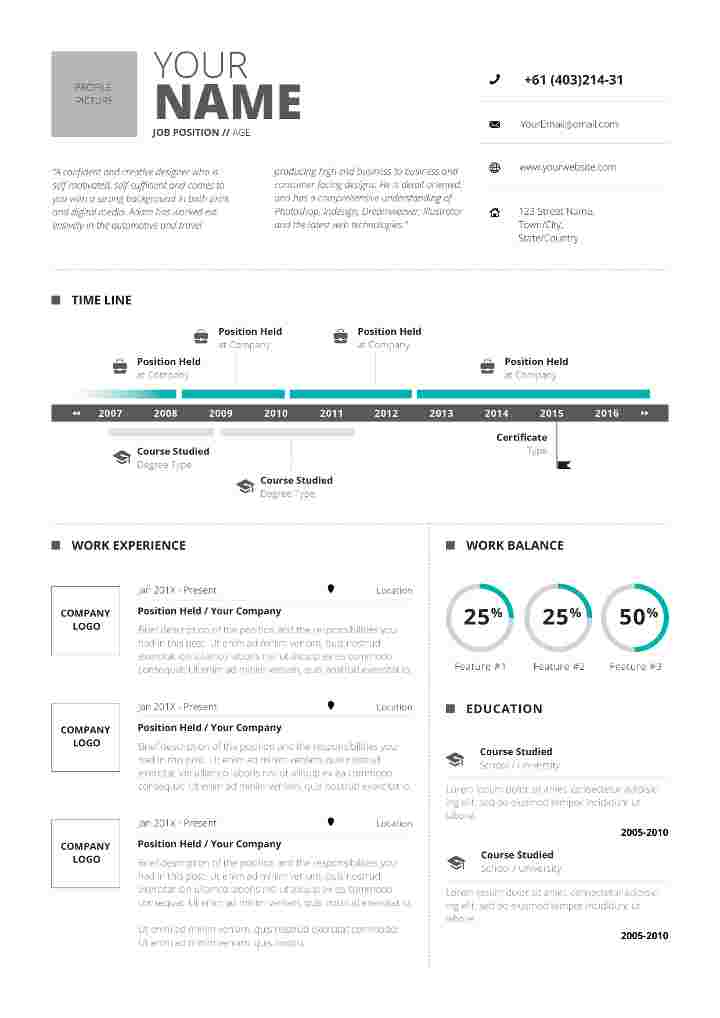 PROFILE
PICTURE
YOUR
NAME
JOB POSITION // AGE
+61 (403)214-31
YourEmail@email.com
www.yourwebsite.com
123 Street Name,
Town/City,
State/Country
"A confident and creative designer who is
self motivated, self sufficient and comes to
you with a strong background in both print
and digital media. Adam has worked ext
ensively in the automotive and travel
producing high end business to business and
consumer facing designs. He is detail oriented,
and has a comprehensive understanding of
Photoshop, Indesign, Dreamweaver, Illustrator
and the latest web technologies."
TIME LINE
Position Held
at Company
Position Held
at Company
Position Held
at Company
Position Held
at Company
2007 2008 2009 2010 2011 2012 2013 2014 2015 2016
Course Studied
Degree Type
Course Studied
Degree Type
Certificate
Type
WORK EXPERIENCE
COMPANY
LOGO
Jan 201X - Present Location
Position Held / Your Company
Brief description of the position and the responsibilities you
had in this post. Ut enim ad minim veniam, quis nostrud
exercitation ullamco laboris nisi ut aliquip ex ea commodo
consequat. Ut enim ad minim veniam, quis nostrud exercitat io.
COMPANY
LOGO
Jan 201X - Present Location
Position Held / Your Company
Brief description of the position and the responsibilities you
had in this post. Ut enim ad minim veniam, quis nostrud
exercitation ullamco laboris nisi ut aliquip ex ea commodo
consequat. Ut enim ad minim veniam, quis nostrud exercitat io.
COMPANY
LOGO
Jan 201X - Present Location
Position Held / Your Company
Brief description of the position and the responsibilities you
had in this post. Ut enim ad minim veniam, quis nostrud
exercitation ullamco laboris nisi ut aliquip ex ea commodo
consequat. Ut enim ad minim veniam, quis nostrud exercitat io.
Ut enim ad minim veniam, quis nostrud exercitat commodo
Ut enim ad minim veniam, quis nostru.
WORK BALANCE
25% 25% 50%
Feature #1 Feature #2 Feature #3
EDUCATION
Course Studied
School / University
Lorem ipsum dolor sit amet, consectetur adipisic
ing elit, sed do eiusmod tempor incididunt ut
labore.
2005-2010
Course Studied
School / University
Lorem ipsum dolor sit amet, consectetur adipisic
ing elit, sed do eiusmod tempor incididunt ut
labore.
2005-2010